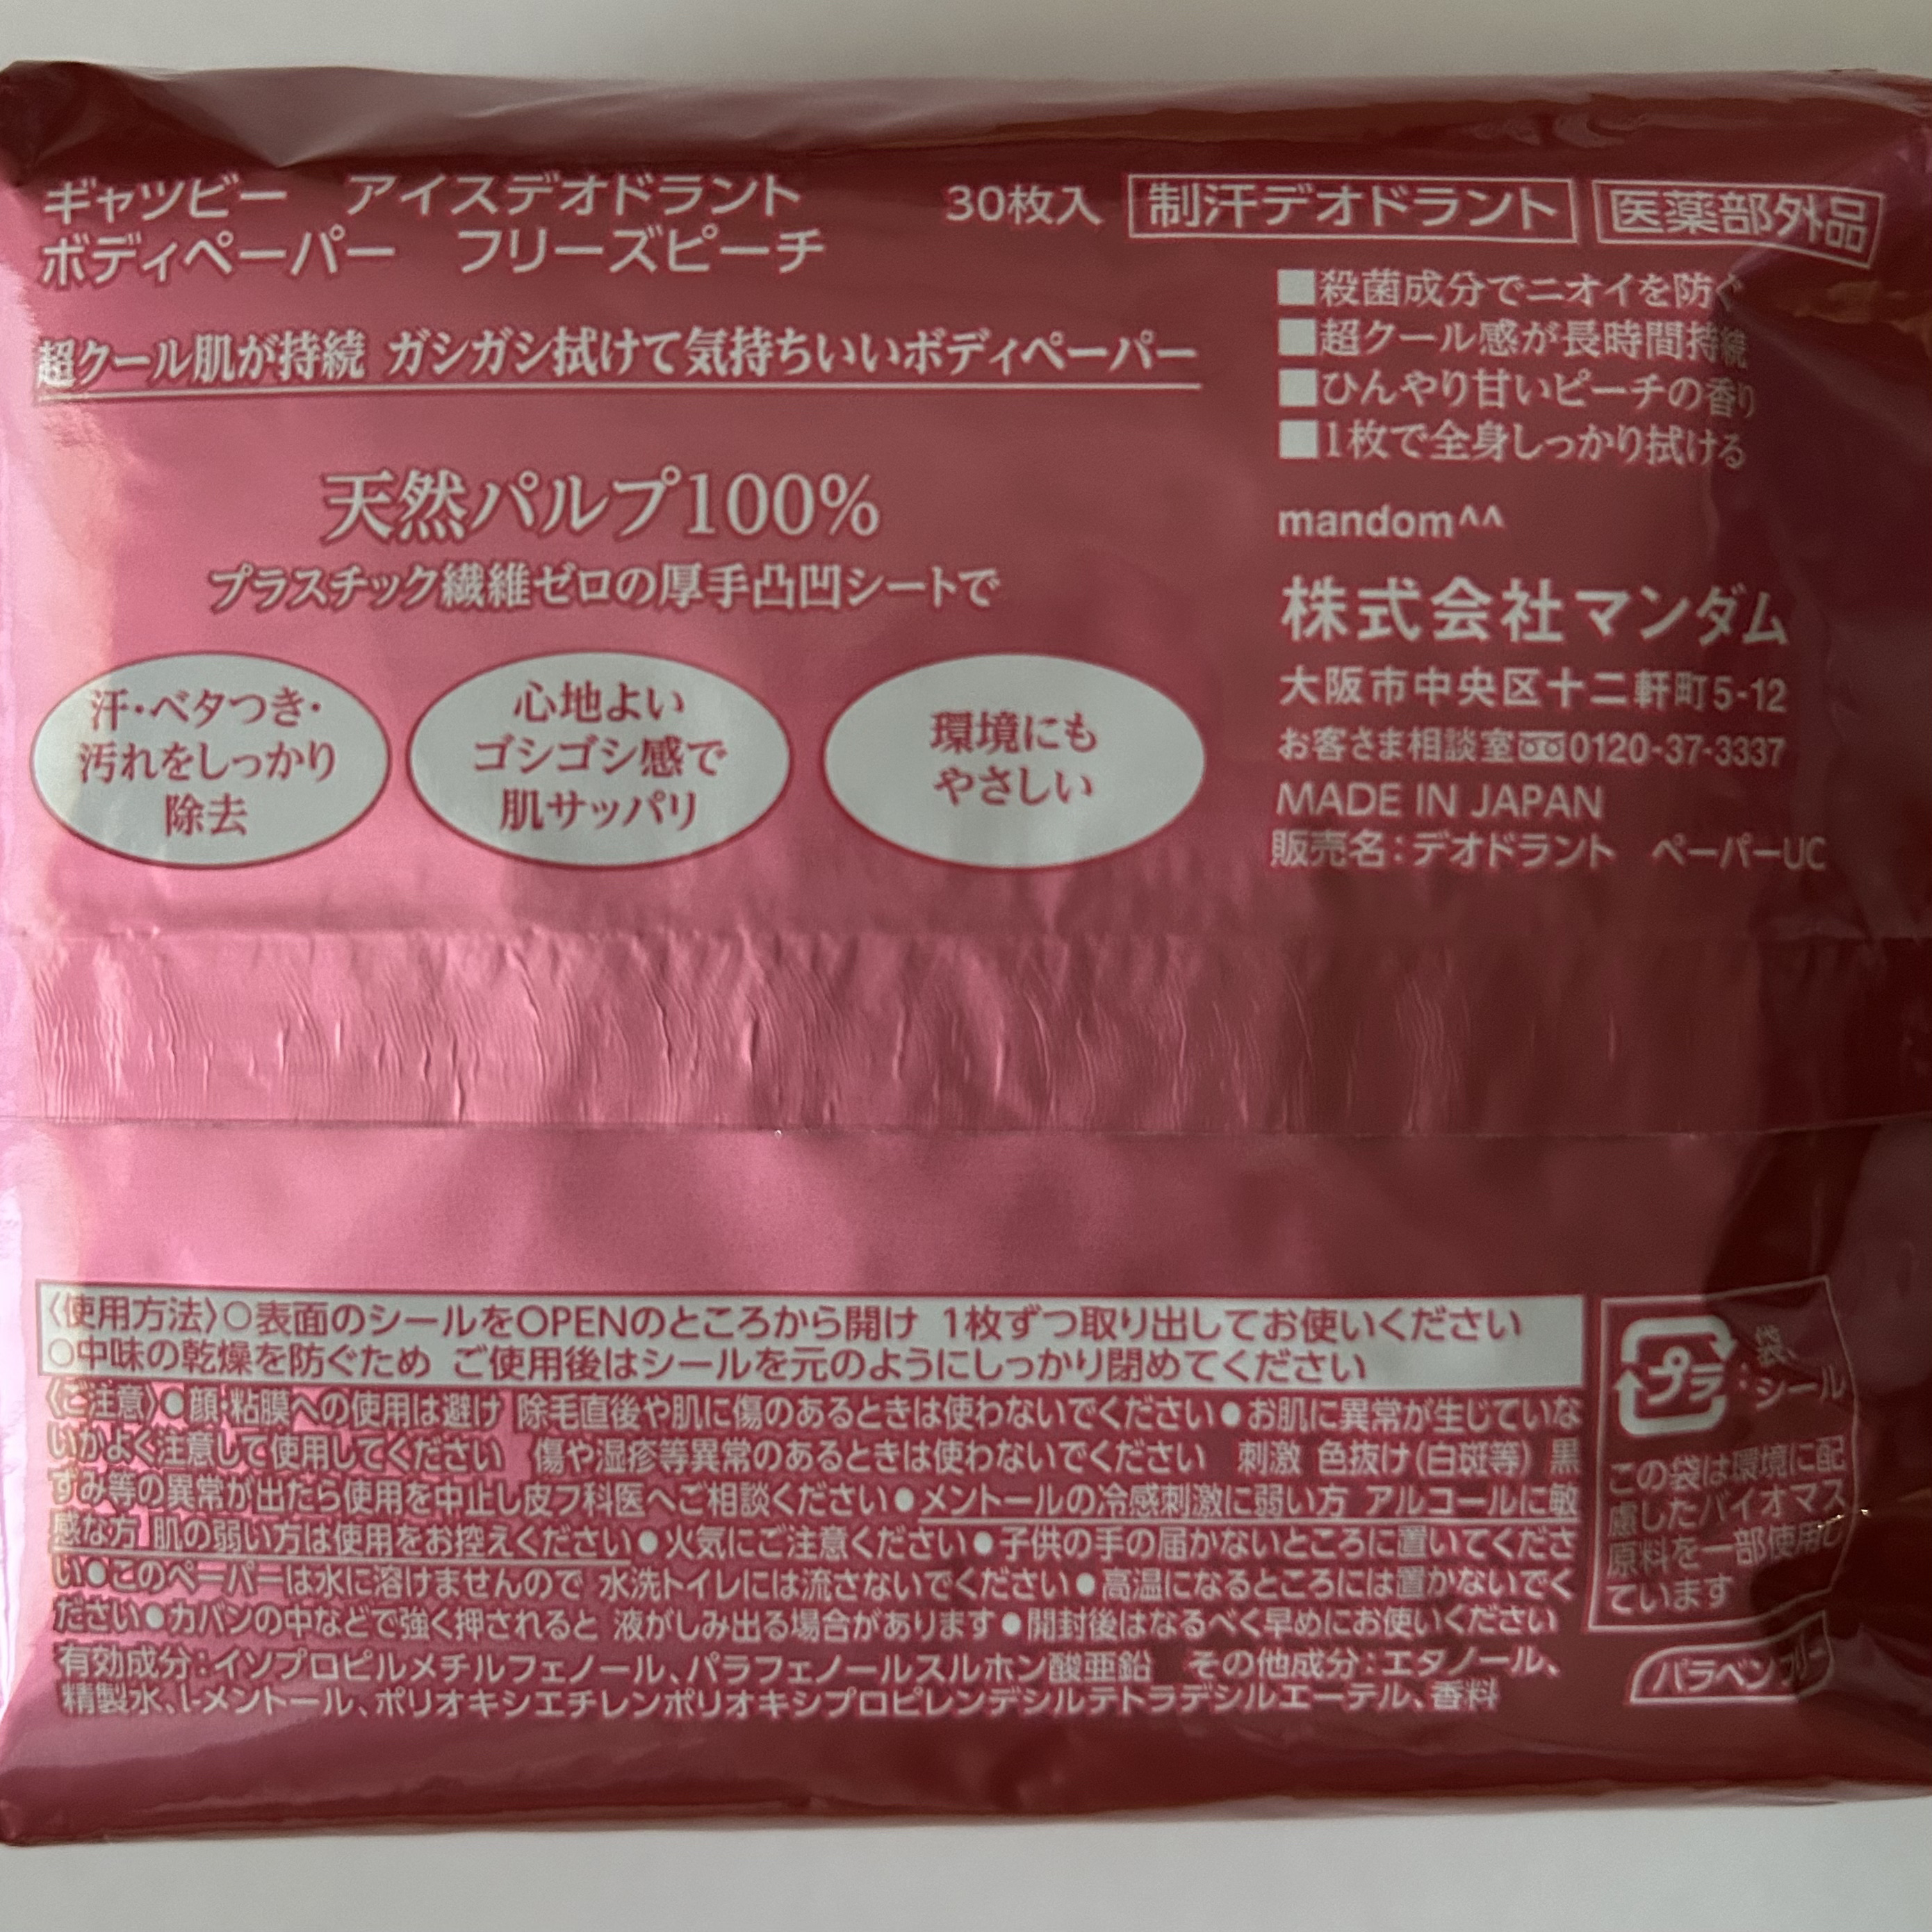 ギャツビー　アイスデオドラント
ボディペーパー　フリーズピーチ
30枚入 制汗デオドラント 医薬部外品
超クール肌が持続 ガシガシ拭けて気持ちいいボディペーパー
天然パルプ100%
プラスチック繊維ゼロの厚手凸凹シートで
汗・ベタつき・
汚れをしっかり
除去
心地よい
ゴシゴシ感で
肌サッパリ
環境にも
やさしい
■殺菌成分でニオイを防ぐ
■超クール感が長時間持続
■ひんやり甘いピーチの香り
■1枚で全身しっかり拭ける
mandom^^
株式会社マンダム
大阪市中央区十二軒町5-12
お客さま相談室 0120-37-3337
MADE IN JAPAN
販売名：デオドラント　ペーパーUC
〈使用方法〉○表面のシールをOPENのところから開け 1枚ずつ取り出してお使いください
○中味の乾燥を防ぐため ご使用後はシールを元のようにしっかり閉めてください
〈ご注意〉●顔・粘膜への使用は避け 除毛直後や肌に傷のあるときは使わないでください●お肌に異常が生じていな
いかよく注意して使用してください 傷や湿疹等異常のあるときは使わないでください 刺激 色抜け(白斑等) 黒
ずみ等の異常が出たら使用を中止し皮フ科医へご相談ください●メントールの冷感刺激に弱い方 アルコールに敏
感な方 肌の弱い方は使用をお控えください●火気にご注意ください●子供の手の届かないところに置いてくださ
い●このペーパーは水に溶けませんので 水洗トイレには流さないでください●高温になるところには置かないでく
ださい●カバンの中などで強く押されると 液がしみ出る場合があります●開封後はなるべく早めにお使いください
有効成分：イソプロピルメチルフェノール、パラフェノールスルホン酸亜鉛　その他成分：エタノール、
精製水、l-メントール、ポリオキシエチレンポリオキシプロピレンデシルテトラデシルエーテル、香料
プラ：袋、
シール
この袋は環境に配
慮したバイオマス
原料を一部使用し
ています
パラベンフリー